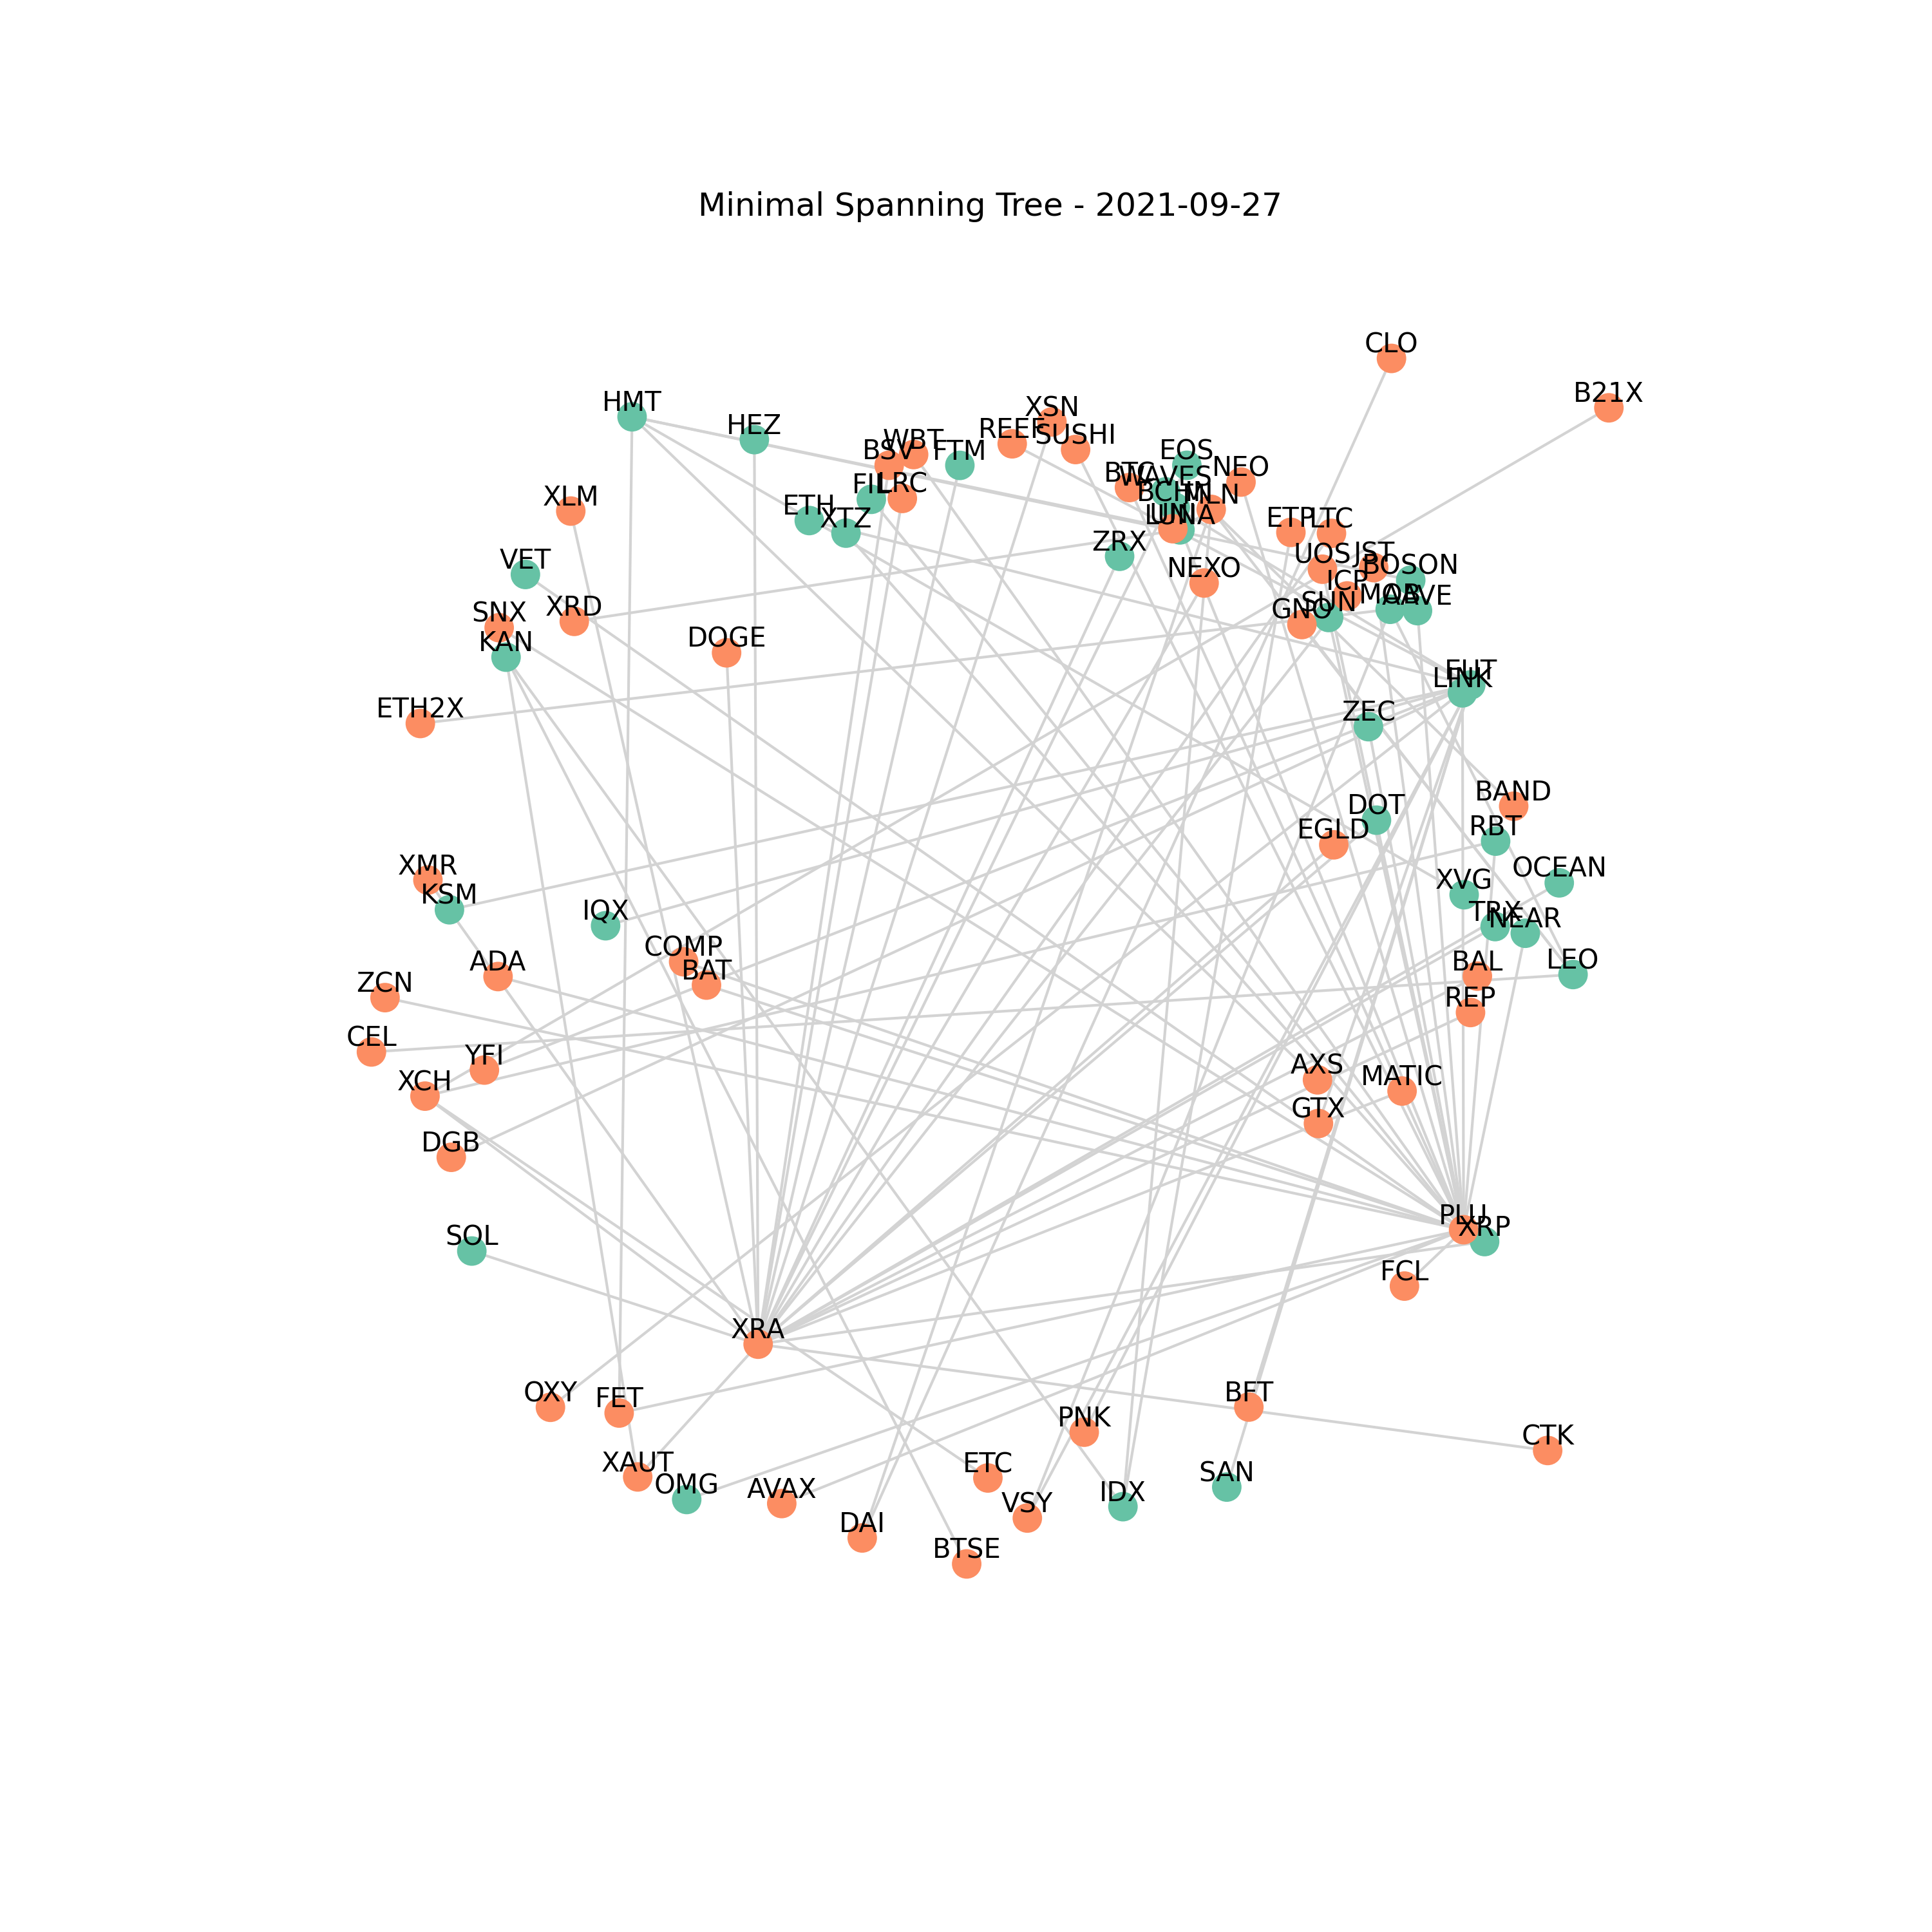 Minimal Spanning Tree - 2021-09-27
CLO
B21X
HMT
XSN
HEZ
REEF
SUSHI
WBT
BSV
FTM
EOS
NEO
BTC
WAVES
FIL
LRC
BCH
MLN
XLM
ETH
XTZ
UNI
LUNA
ETP
LTC
ZRX
UOS
JST
VET
NEXO
BOSON
ICP
MOB
AAVE
SUN
GNO
SNX
XRD
KAN
DOGE
EUT
LINK
ETH2X
ZEC
BAND
DOT
EGLD
RBT
XMR
KSM
OCEAN
XVG
IQX
TRX
NEAR
COMP
BAT
ADA
ZCN
BAL
LEO
REP
CEL
YFI
XCH
AXS
MATIC
GTX
DGB
SOL
PLU
XRP
FCL
XRA
OXY
FET
BFT
PNK
CTK
XAUT
OMG
AVAX
ETC
SAN
IDX
VSY
DAI
BTSE